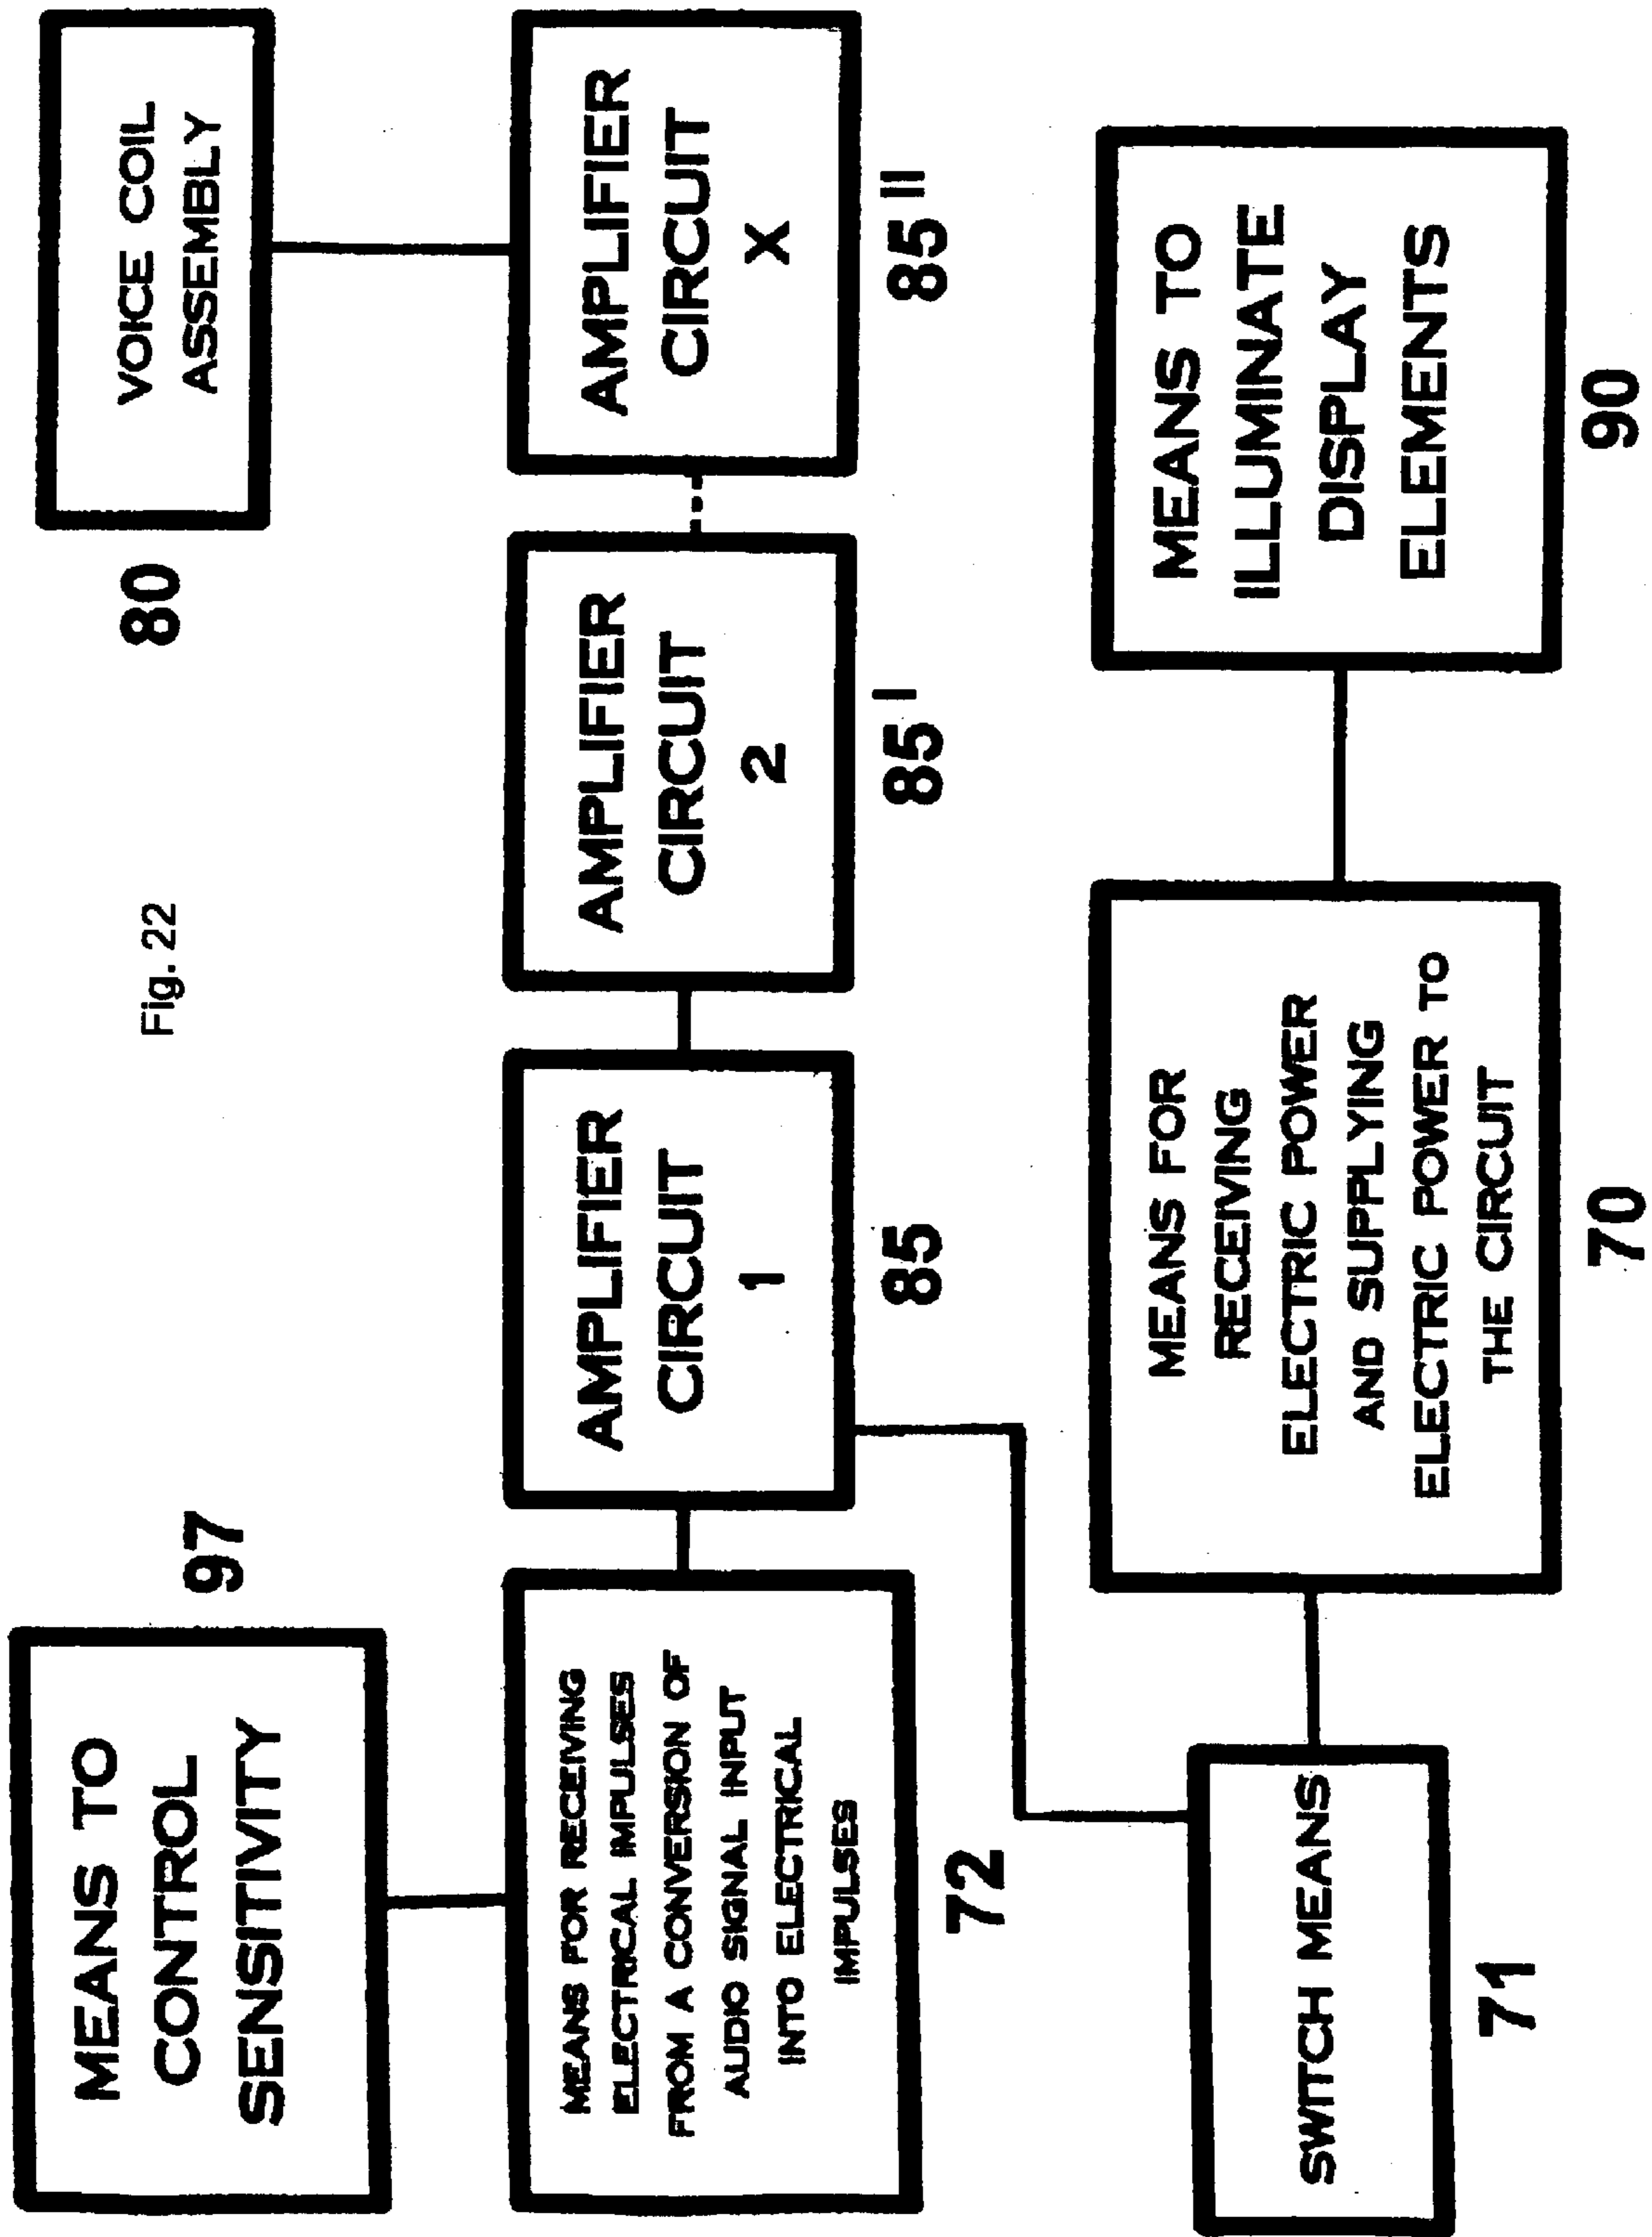 Fig. 22
MEANS TO
CONTROL
SENSITIVITY
97
80
VOICE COIL
ASSEMBLY
MEANS FOR RECEIVING
ELECTRICAL IMPULSES
FROM A CONVERSION OF
AUDIO SIGNAL INPUT
INTO ELECTRICAL
IMPULSES
72
AMPLIFIER
CIRCUIT
1
85
AMPLIFIER
CIRCUIT
2
85'
AMPLIFIER
CIRCUIT
X
85''
SWITCH MEANS
71
MEANS FOR
RECEIVING
ELECTRIC POWER
AND SUPPLYING
ELECTRIC POWER TO
THE CIRCUIT
70
MEANS TO
ILLUMINATE
DISPLAY
ELEMENTS
90